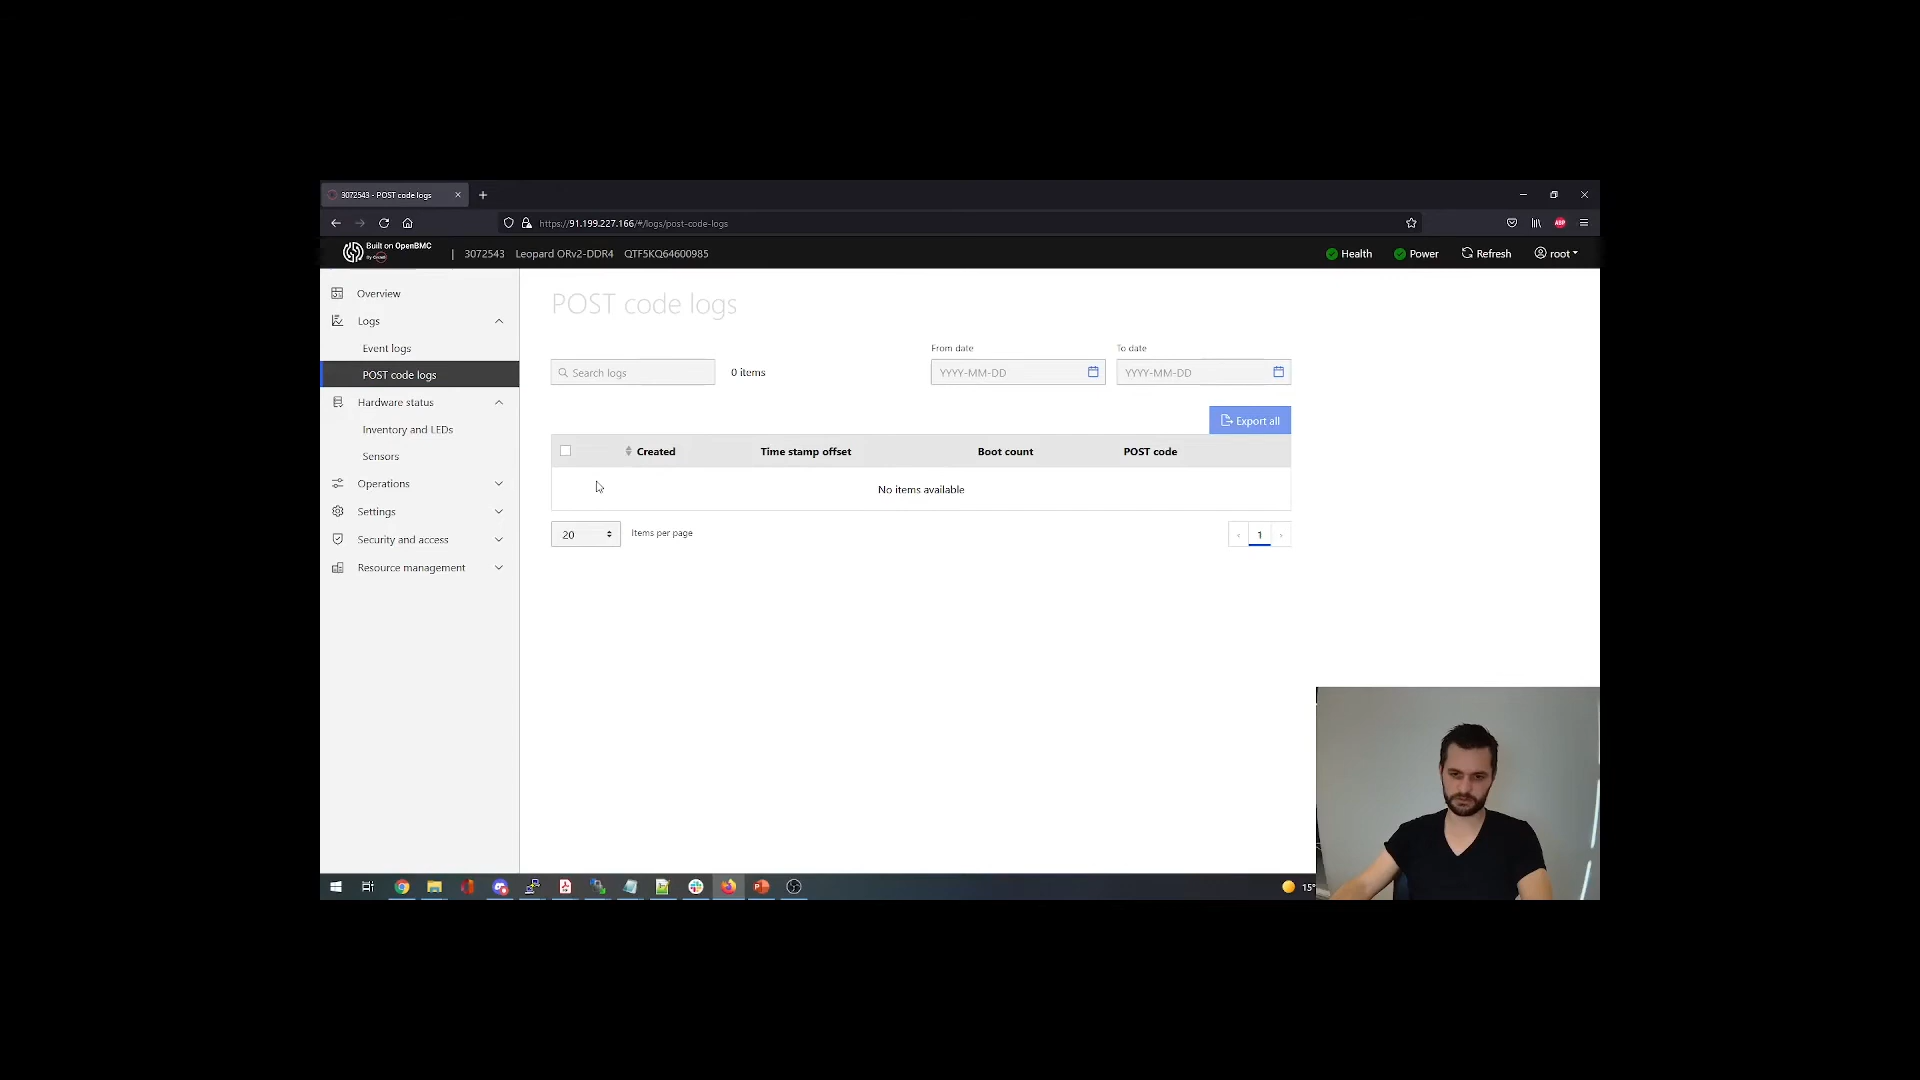 3072543 - POST code logs
https://91.199.227.166/#/logs/post-code-logs
ABP
Built on OpenBMC
by
| 3072543 Leopard ORv2-DDR4 QTF5KQ64600985
Health Power Refresh root
Overview
Logs
Event logs
POST code logs
Hardware status
Inventory and LEDs
Sensors
Operations
Settings
Security and access
Resource management
POST code logs
From date To date
Search logs 0 items YYYY-MM-DD YYYY-MM-DD
Export all
Created Time stamp offset Boot count POST code
No items available
20 Items per page 1
15°